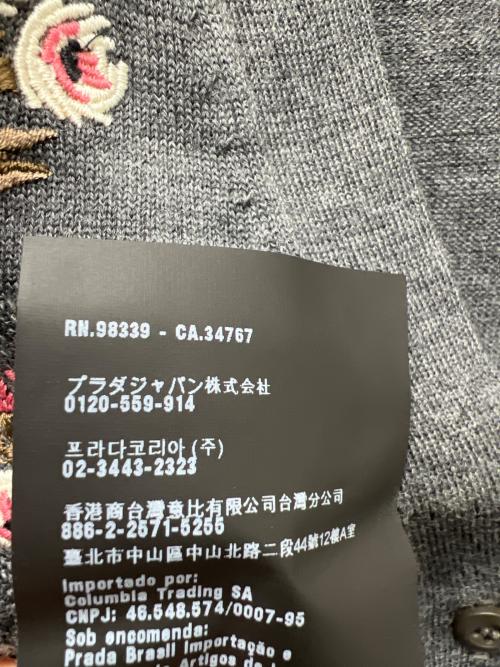 RN.98339 - CA.34767
プラダジャパン株式会社
0120-559-914
프라다코리아(주)
02-3443-2323
香港商台灣意比有限公司台灣分公司
886-2-2571-5255
臺北市中山區中山北路二段44號12樓A室
Importado por:
Columbia Trading SA
CNPJ: 46.548.574/0007-95
Sob encomenda:
Prada Brasil Importação e
de Artigos de